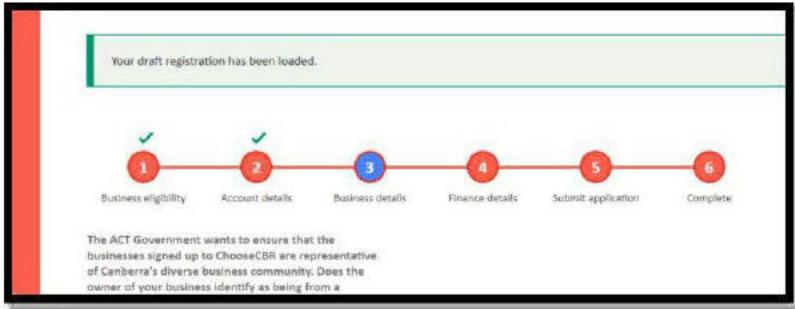 Your draft registration has been loaded.
1 2 3 4 5 6
Business eligibility Account details Business details Finance details Submit application Complete
The ACT Government wants to ensure that the
businesses signed up to ChooseCBR are representative
of Canberra's diverse business community. Does the
owner of your business identify as being from a